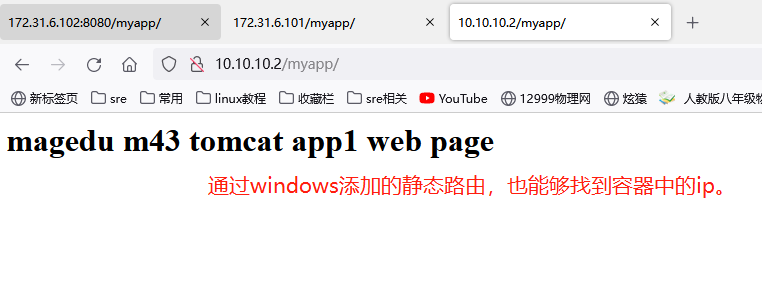 172.31.6.102:8080/myapp/
172.31.6.101/myapp/
10.10.10.2/myapp/
10.10.10.2/myapp/
新标签页 sre 常用 linux教程 收藏栏 sre相关 YouTube 12999物理网 炫猿 人教版八年级物
magedu m43 tomcat app1 web page
通过windows添加的静态路由，也能够找到容器中的ip。